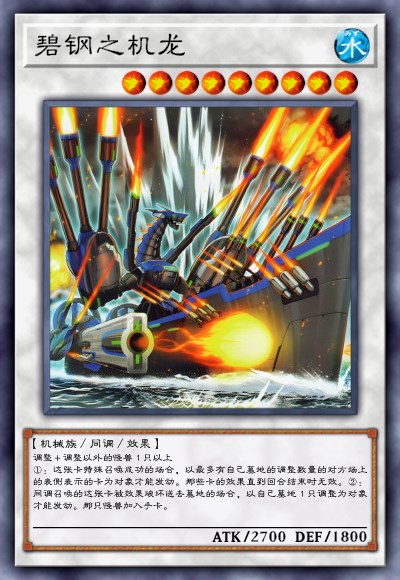 碧钢之机龙
みず
水
【机械族／同调／效果】
调整＋调整以外的怪兽１只以上
①：这张卡特殊召唤成功的场合，以最多有自己墓地的调整数量的对方场上
的表侧表示的卡为对象才能发动。那些卡的效果直到回合结束时无效。②：
同调召唤的这张卡被效果破坏送去墓地的场合，以自己墓地１只调整为对象
才能发动。那只怪兽加入手卡。
ATK/2700 DEF/1800